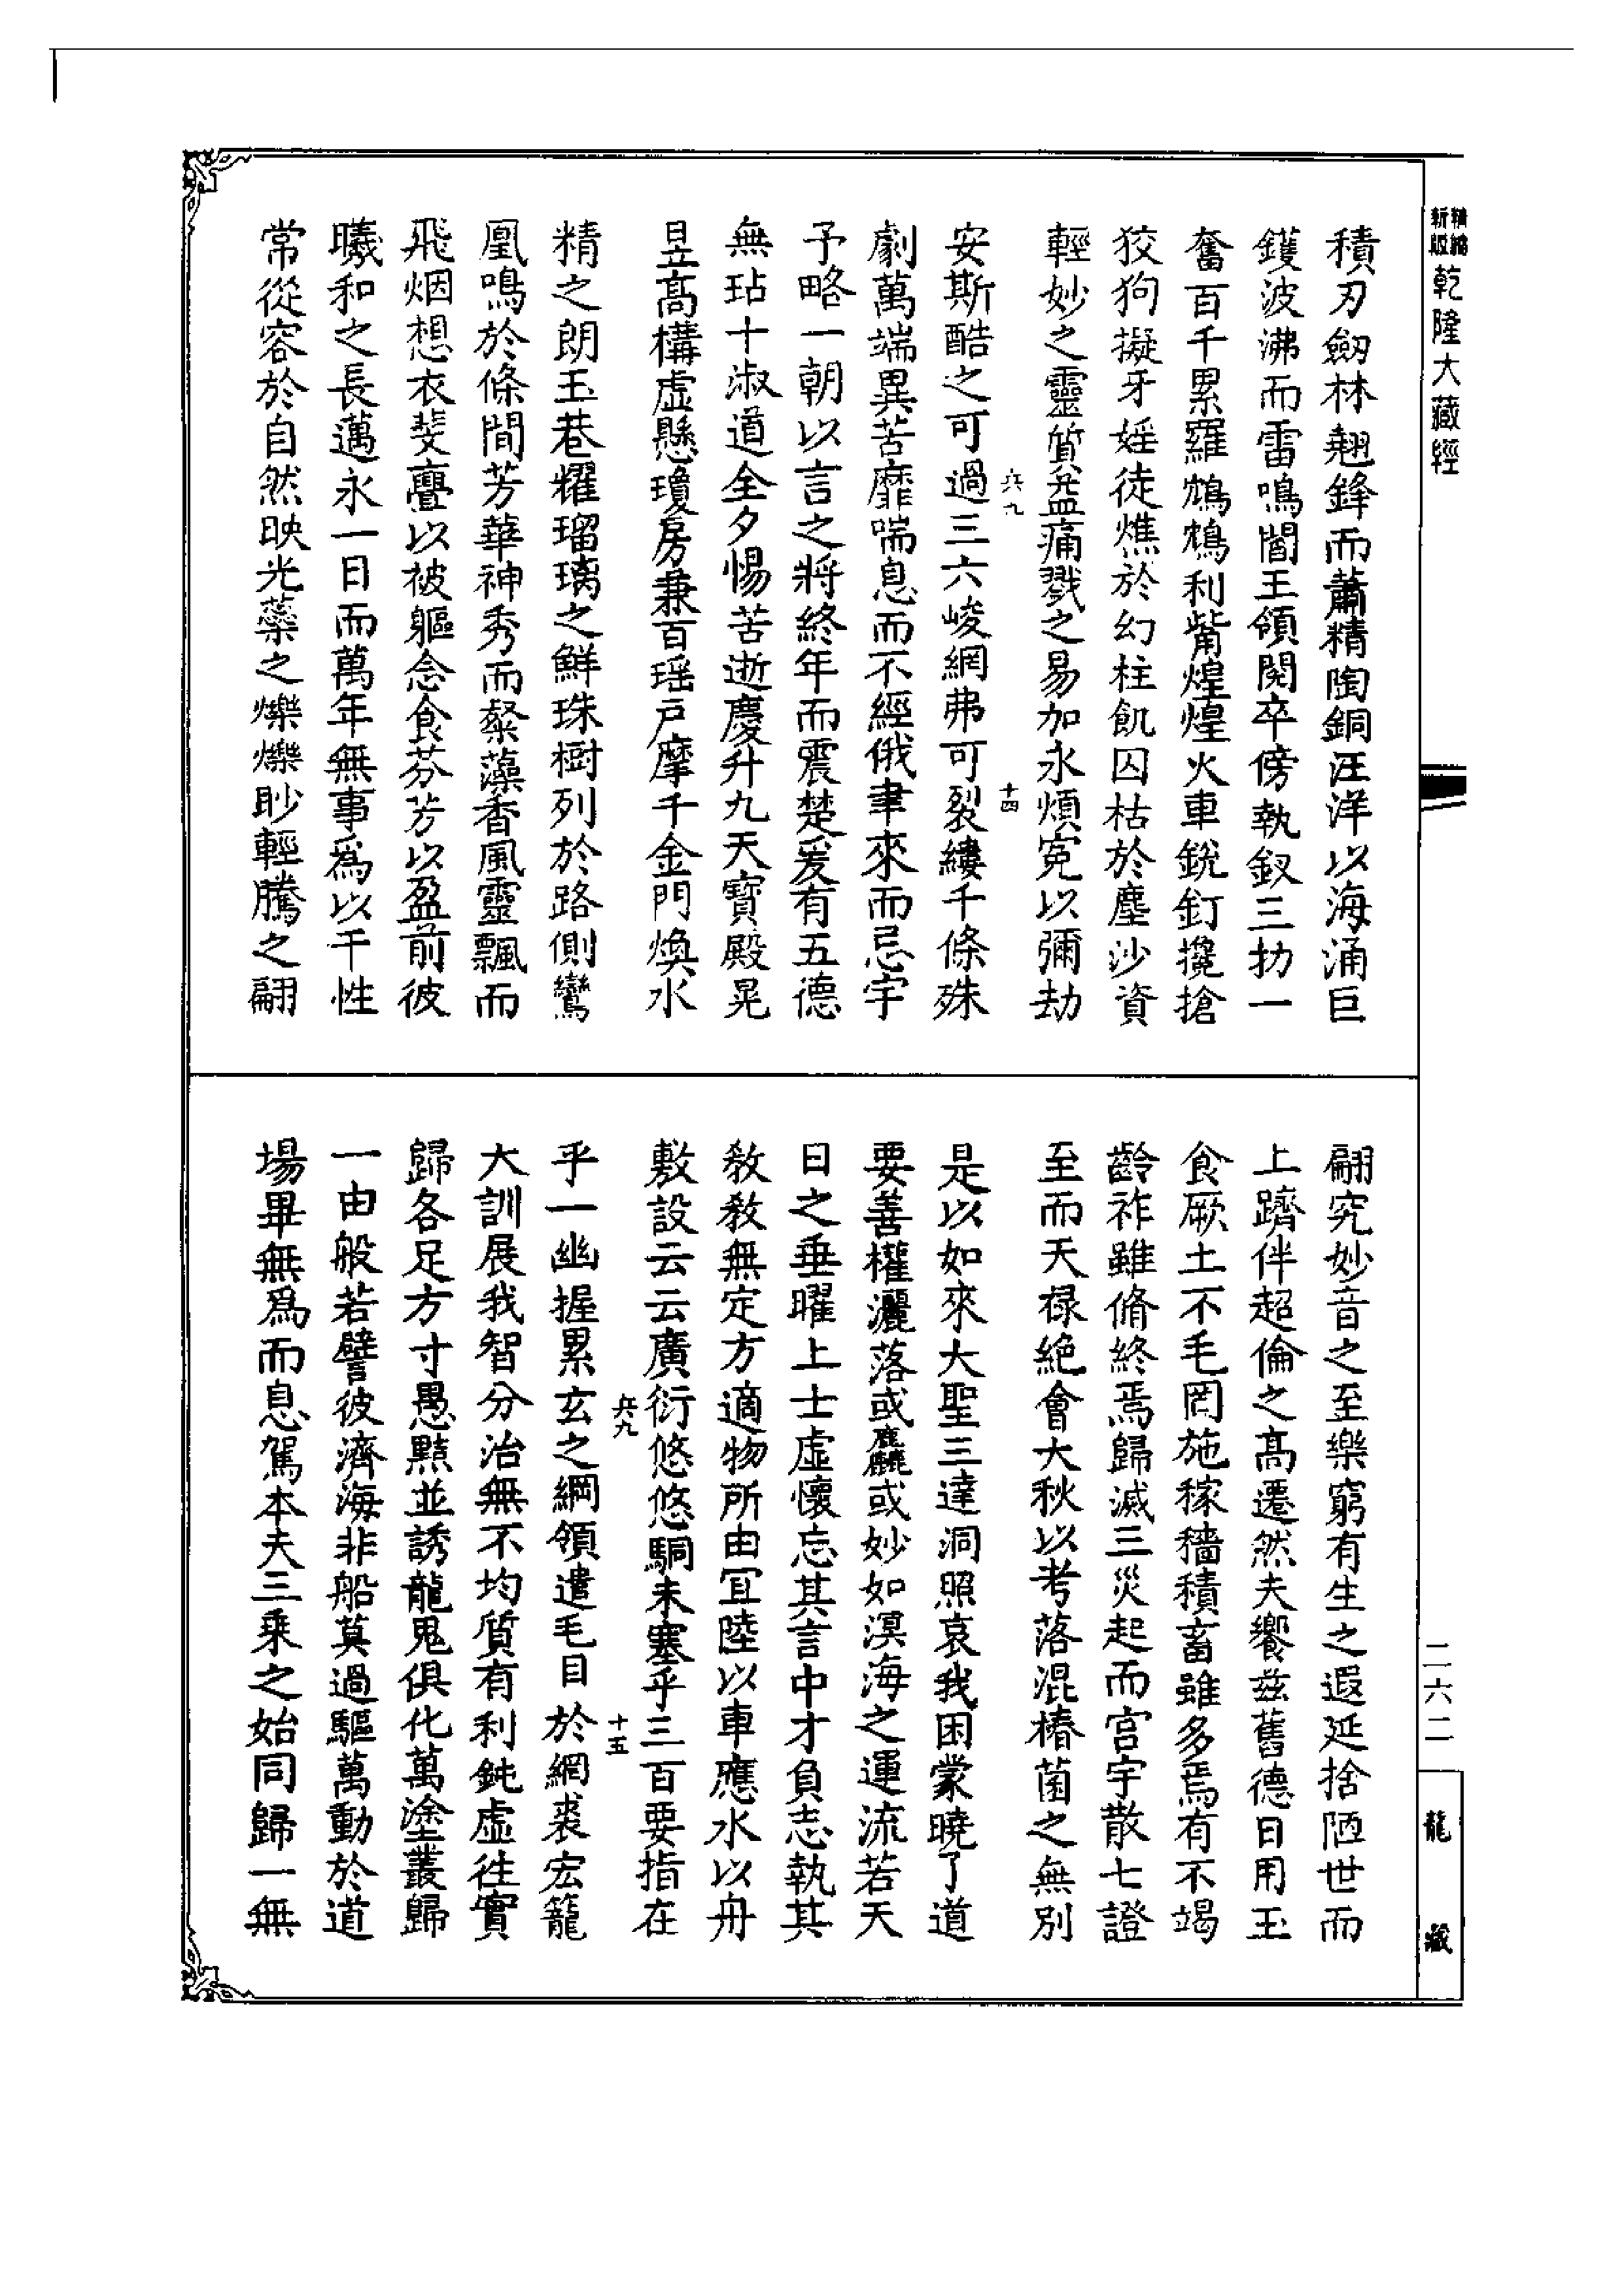 精縮新版乾隆大藏經
積刃劒林翹鋒而蕭精陶銅汪洋以海涌巨
鑊波沸而雷鳴閻王領閱卒傍執釵三扐一
奮百千累羅鴆鵄利觜煌煌火車銳釘攙搶
狡狗擬牙婬徒燋於幻柱飢囚枯於塵沙資
輕妙之靈質益痛戮之易加永煩寃以彌劫
安斯酷之可過三六峻網弗可裂縷千條殊
兵九
十四
劇萬端異苦靡喘息而不經俄聿來而忌宇
予略一朝以言之將終年而震楚爰有五德
無玷十淑道全夕惕苦逝慶升九天寶殿晃
昱高構虛懸瓊房兼百瑶戸摩千金門煥水
精之朗玉巷耀瑠璃之鮮珠樹列於路側鸞
凰鳴於條間芳華神秀而粲藻香風靈飄而
飛烟想衣斐亹以被軀念食芬芳以盈前彼
曦和之長邁永一日而萬年無事爲以干性
常從容於自然映光蘂之爍爍眇輕騰之翩
翩究妙音之至樂窮有生之遐延捨陋世而
上躋伴超倫之高遷然夫饗兹舊德日用玉
食厥土不毛罔施稼穡積畜雖多焉有不竭
齡祚雖脩終焉歸滅三災起而宫宇散七證
至而天禄絕會大秋以考落混椿菌之無別
是以如來大聖三達洞照哀我困蒙曉了道
要善權灑落或麤或妙如溟海之運流若天
日之垂曜上士虛懷忘其言中才負志執其
教教無定方適物所由冝陸以車應水以舟
敷設云云廣衍悠悠駧未塞乎三百要指在
兵九
十五
乎一幽握累玄之綱領遣毛目於網裘宏籠
大訓展我智分治無不均質有利鈍虛往實
歸各足方寸愚黠並誘龍鬼俱化萬塗叢歸
一由般若譬彼濟海非船莫過驅萬動於道
場畢無爲而息駕本夫三乗之始同歸一無
二六二
龍藏